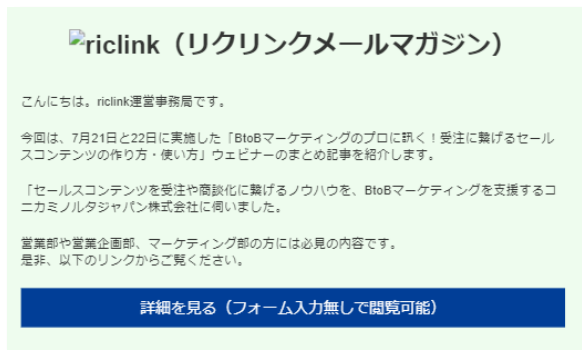 riclink（リクリンクメールマガジン）
こんにちは。riclink運営事務局です。
今回は、7月21日と22日に実施した「BtoBマーケティングのプロに訊く！受注に繋げるセール
スコンテンツの作り方・使い方」ウェビナーのまとめ記事を紹介します。
「セールスコンテンツを受注や商談化に繋げるノウハウを、BtoBマーケティングを支援するコ
ニカミノルタジャパン株式会社に伺いました。
営業部や営業企画部、マーケティング部の方には必見の内容です。
是非、以下のリンクからご覧ください。
詳細を見る（フォーム入力無しで閲覧可能）